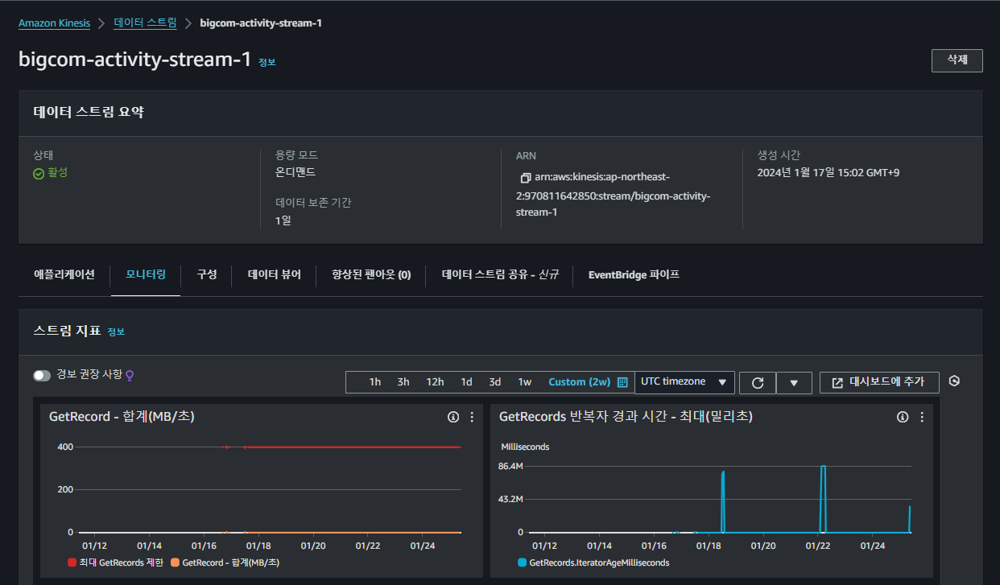 Amazon Kinesis > 데이터 스트림 > bigcom-activity-stream-1
bigcom-activity-stream-1 정보
삭제
데이터 스트림 요약
상태
활성
용량 모드
온디맨드
데이터 보존 기간
1일
ARN
arn:aws:kinesis:ap-northeast-
2:970811642850:stream/bigcom-activity-
stream-1
생성 시간
2024년 1월 17일 15:02 GMT+9
애플리케이션 모니터링 구성 데이터 뷰어 향상된 팬아웃 (0) 데이터 스트림 공유 - 신규 EventBridge 파이프
스트림 지표 정보
경보 권장 사항
1h 3h 12h 1d 3d 1w Custom (2w) UTC timezone 대시보드에 추가
GetRecord - 합계(MB/초)
400
200
0
01/12 01/14 01/16 01/18 01/20 01/22 01/24
최대 GetRecords 제한 GetRecord - 합계(MB/초)
GetRecords 반복자 경과 시간 - 최대(밀리초)
Milliseconds
86.4M
43.2M
0
01/12 01/14 01/16 01/18 01/20 01/22 01/24
GetRecords.IteratorAgeMilliseconds